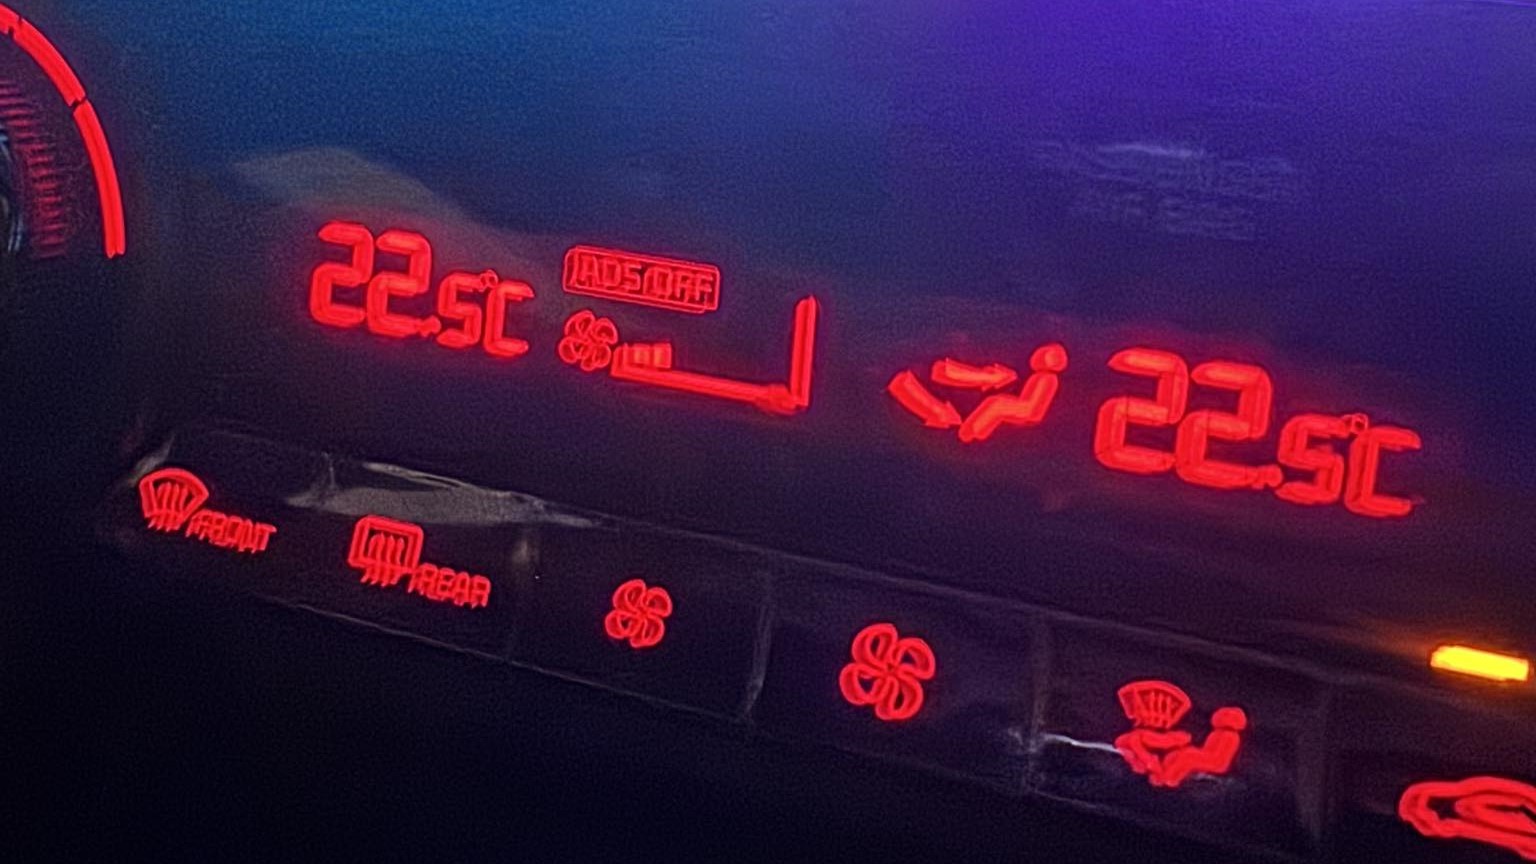 22.5°C
ADS OFF
22.5°C
FRONT
REAR